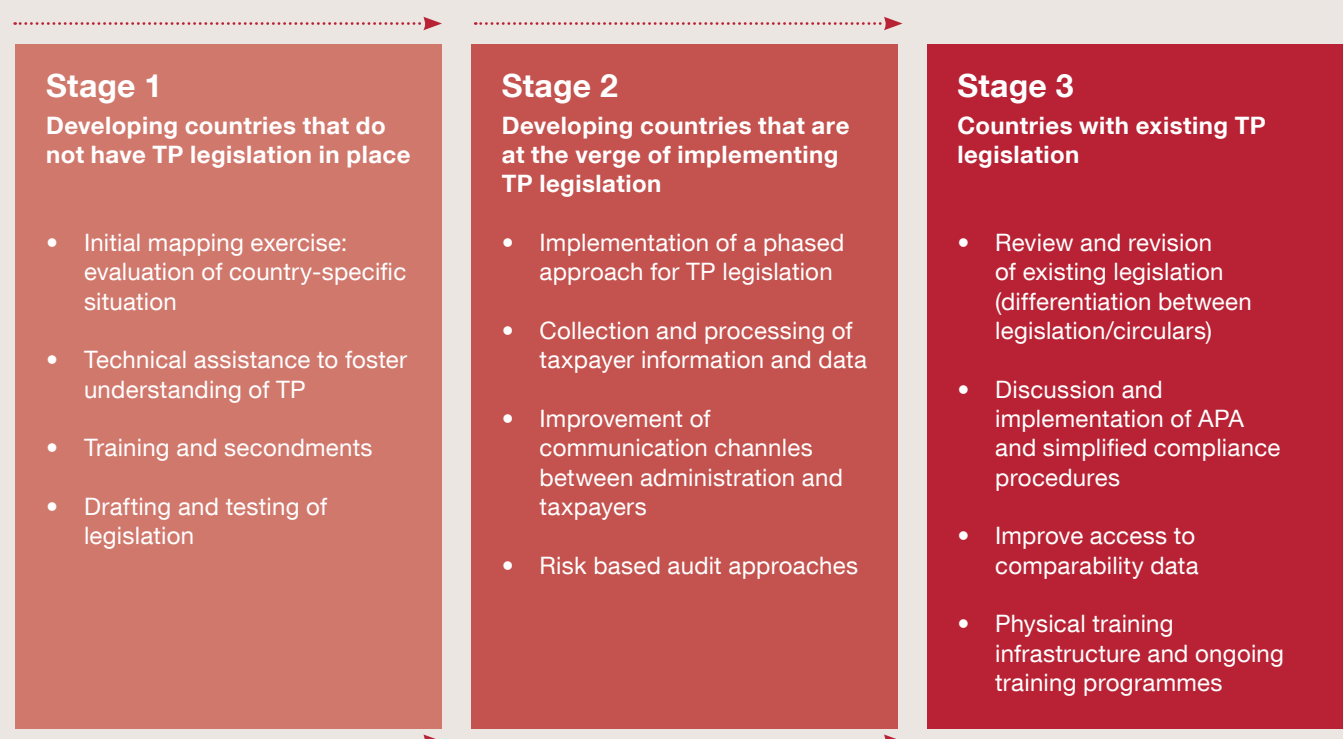 Stage 1
Developing countries that do
not have TP legislation in place
• Initial mapping exercise:
evaluation of country-specific
situation
• Technical assistance to foster
understanding of TP
• Training and secondments
• Drafting and testing of
legislation
Stage 2
Developing countries that are
at the verge of implementing
TP legislation
• Implementation of a phased
approach for TP legislation
• Collection and processing of
taxpayer information and data
• Improvement of
communication channles
between administration and
taxpayers
• Risk based audit approaches
Stage 3
Countries with existing TP
legislation
• Review and revision
of existing legislation
(differentiation between
legislation/circulars)
• Discussion and
implementation of APA
and simplified compliance
procedures
• Improve access to
comparability data
• Physical training
infrastructure and ongoing
training programmes